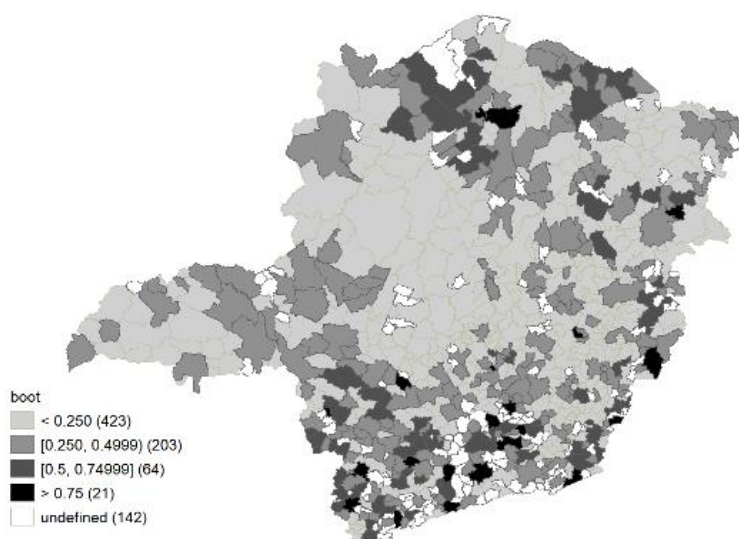 boot
< 0.250 (423)
[0.250, 0.4999) (203)
[0.5, 0.74999] (64)
> 0.75 (21)
undefined (142)